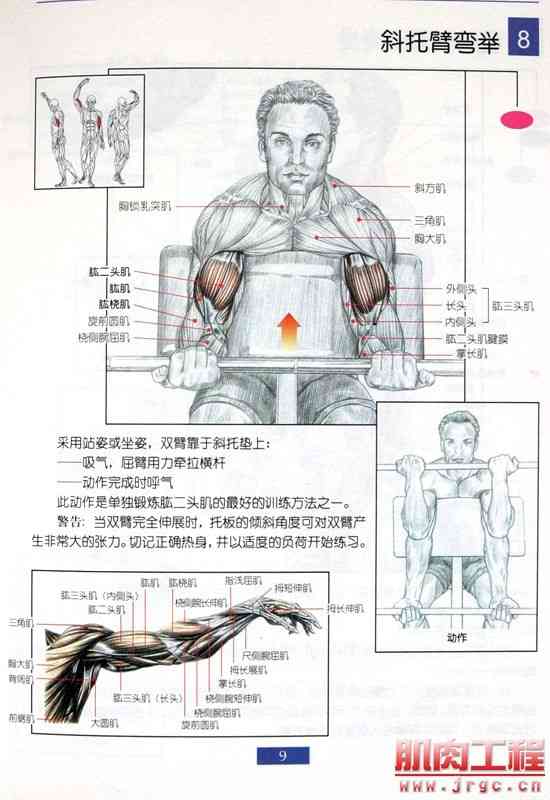 斜托臂弯举 8
胸锁乳突肌
肱二头肌
肱肌
肱桡肌
旋前圆肌
桡侧腕屈肌
斜方肌
三角肌
胸大肌
外侧头
长头
内侧头
肱三头肌
肱二头肌腱膜
掌长肌
采用站姿或坐姿，双臂靠于斜托垫上：
——吸气，屈臂用力牵拉横杆
——动作完成时呼气
此动作是单独锻炼肱二头肌的最好的训练方法之一。
警告：当双臂完全伸展时，托板的倾斜角度可对双臂产
生非常大的张力。切记正确热身，并以适度的负荷开始练习。
动作
肱三头肌（内侧头）
肱二头肌
肱肌
肱桡肌
桡侧腕长伸肌
指浅屈肌
拇短伸肌
拇长伸肌
三角肌
胸大肌
背阔肌
前锯肌
大圆肌
肱三头肌（长头）
旋前圆肌
桡侧腕屈肌
桡侧腕短伸肌
掌长肌
拇长展肌
尺侧腕屈肌
9
肌肉工程
www.jrgc.cn